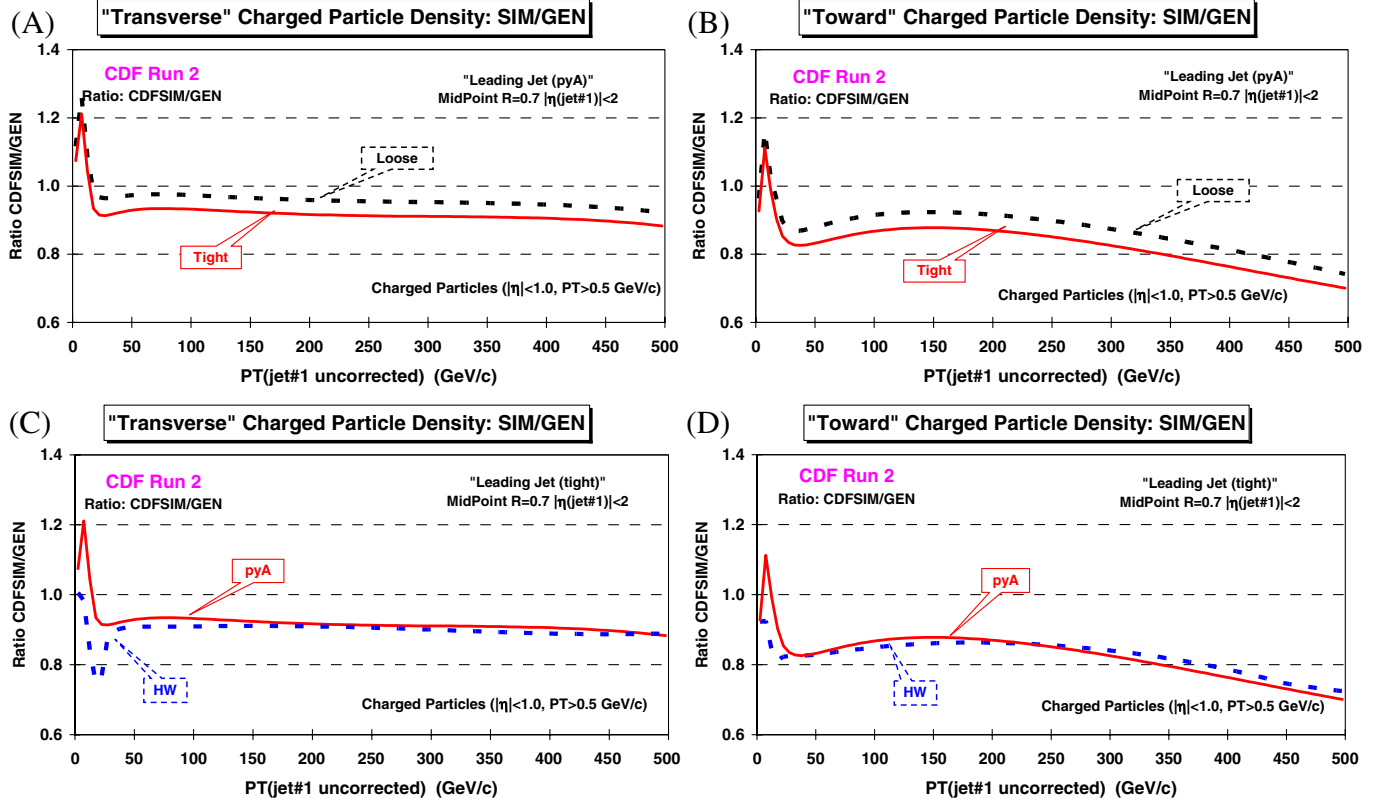 (A)
"Transverse" Charged Particle Density: SIM/GEN
1.4
1.2
1.0
0.8
0.6
Ratio CDFSIM/GEN
CDF Run 2
Ratio: CDFSIM/GEN
"Leading Jet (pyA)"
MidPoint R=0.7 |η(jet#1)|<2
Loose
Tight
Charged Particles (|η|<1.0, PT>0.5 GeV/c)
0 50 100 150 200 250 300 350 400 450 500
PT(jet#1 uncorrected) (GeV/c)
(B)
"Toward" Charged Particle Density: SIM/GEN
1.4
1.2
1.0
0.8
0.6
Ratio CDFSIM/GEN
CDF Run 2
Ratio: CDFSIM/GEN
"Leading Jet (pyA)"
MidPoint R=0.7 |η(jet#1)|<2
Loose
Tight
Charged Particles (|η|<1.0, PT>0.5 GeV/c)
0 50 100 150 200 250 300 350 400 450 500
PT(jet#1 uncorrected) (GeV/c)
(C)
"Transverse" Charged Particle Density: SIM/GEN
1.4
1.2
1.0
0.8
0.6
Ratio CDFSIM/GEN
CDF Run 2
Ratio: CDFSIM/GEN
"Leading Jet (tight)"
MidPoint R=0.7 |η(jet#1)|<2
pyA
HW
Charged Particles (|η|<1.0, PT>0.5 GeV/c)
0 50 100 150 200 250 300 350 400 450 500
PT(jet#1 uncorrected) (GeV/c)
(D)
"Toward" Charged Particle Density: SIM/GEN
1.4
1.2
1.0
0.8
0.6
Ratio CDFSIM/GEN
CDF Run 2
Ratio: CDFSIM/GEN
"Leading Jet (tight)"
MidPoint R=0.7 |η(jet#1)|<2
pyA
HW
Charged Particles (|η|<1.0, PT>0.5 GeV/c)
0 50 100 150 200 250 300 350 400 450 500
PT(jet#1 uncorrected) (GeV/c)